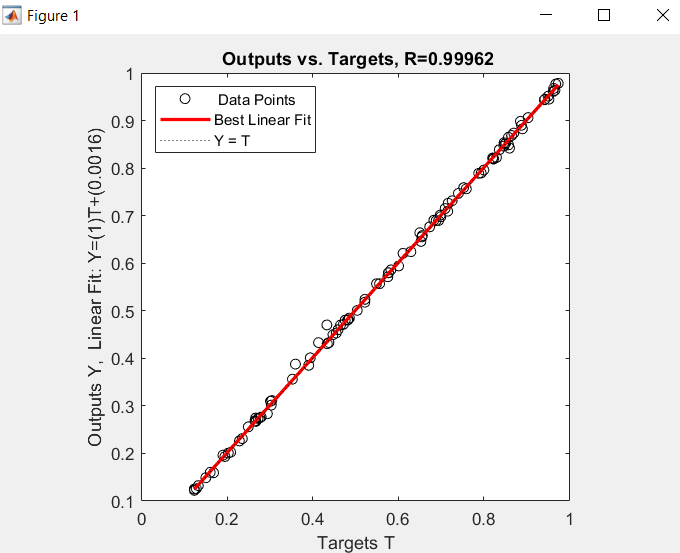 Figure 1
Outputs vs. Targets, R=0.99962
Data Points
Best Linear Fit
Y = T
Outputs Y, Linear Fit: Y=(1)T+(0.0016)
1
0.9
0.8
0.7
0.6
0.5
0.4
0.3
0.2
0.1
0 0.2 0.4 0.6 0.8 1
Targets T